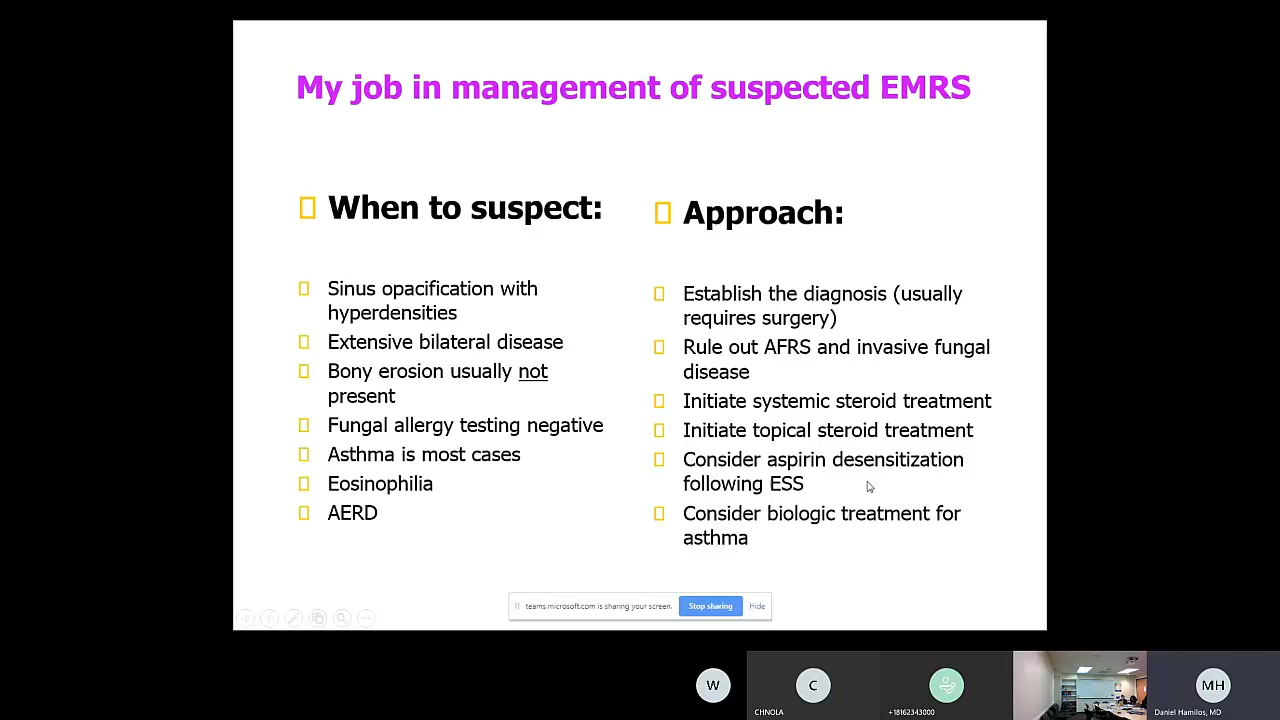 My job in management of suspected EMRS
When to suspect:
Sinus opacification with
hyperdensities
Extensive bilateral disease
Bony erosion usually not
present
Fungal allergy testing negative
Asthma is most cases
Eosinophilia
AERD
Approach:
Establish the diagnosis (usually
requires surgery)
Rule out AFRS and invasive fungal
disease
Initiate systemic steroid treatment
Initiate topical steroid treatment
Consider aspirin desensitization
following ESS
Consider biologic treatment for
asthma
teams.microsoft.com is sharing your screen.
Stop sharing
Hide
W
C
CHNOLA
+18162343000
MH
Daniel Hamilos, MD